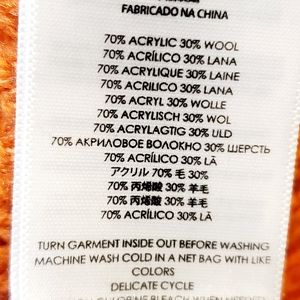 FABRICADO NA CHINA
70% ACRYLIC 30% WOOL
70% ACRÍLICO 30% LANA
70% ACRYLIQUE 30% LAINE
70% ACRILICO 30% LANA
70% ACRYL 30% WOLLE
70% ACRYLISCH 30% WOL
70% ACRYLAGTIG 30% ULD
70% АКРИЛОВОЕ ВОЛОКНО 30% ШЕРСТЬ
70% ACRÍLICO 30% LÃ
アクリル 70% 毛 30%
70% 丙烯酸 30% 羊毛
70% 丙烯酸 30% 羊毛
70% ACRÍLICO 30% LÃ
TURN GARMENT INSIDE OUT BEFORE WASHING
MACHINE WASH COLD IN A NET BAG WITH LIKE
COLORS
DELICATE CYCLE
CHLORINE BLEACH WHEN NEEDED